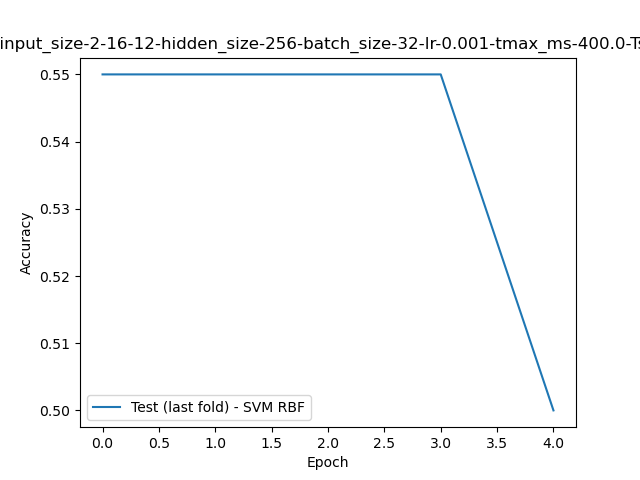 input_size-2-16-12-hidden_size-256-batch_size-32-lr-0.001-tmax_ms-400.0-Ts
0.55
0.54
0.53
0.52
0.51
0.50
Accuracy
Test (last fold) - SVM RBF
0.0 0.5 1.0 1.5 2.0 2.5 3.0 3.5 4.0
Epoch